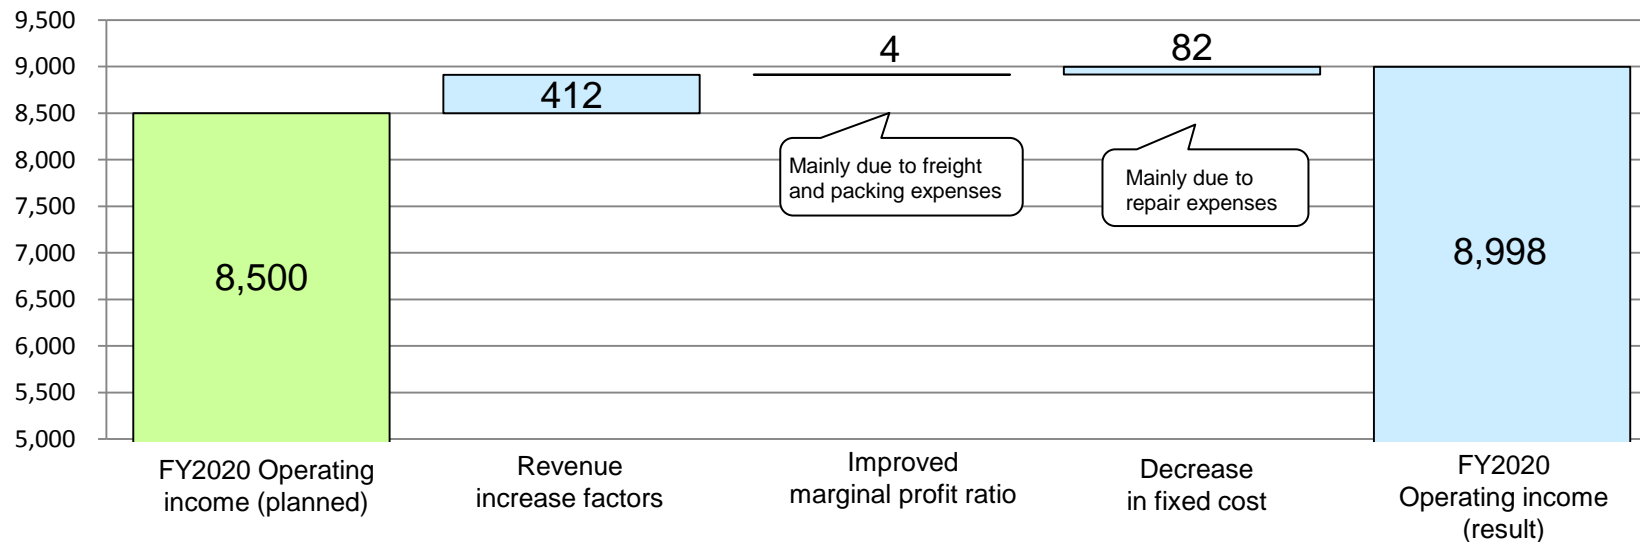 9,500
9,000
8,500
8,000
7,500
7,000
6,500
6,000
5,500
5,000
8,500
412
4
82
8,998
Mainly due to freight
and packing expenses
Mainly due to
repair expenses
FY2020 Operating
income (planned)
Revenue
increase factors
Improved
marginal profit ratio
Decrease
in fixed cost
FY2020
Operating income
(result)